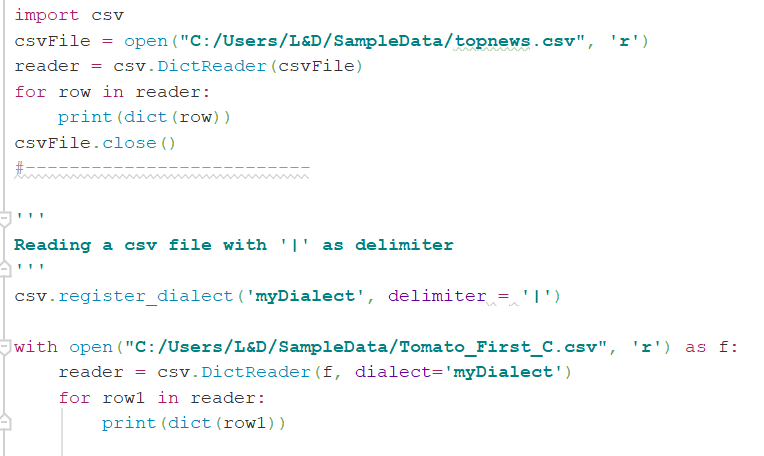 import csv
csvFile = open("C:/Users/L&D/SampleData/topnews.csv", 'r')
reader = csv.DictReader(csvFile)
for row in reader:
    print(dict(row))
csvFile.close()
#--------------------------
'''
Reading a csv file with '|' as delimiter
'''
csv.register_dialect('myDialect', delimiter = '|')
with open("C:/Users/L&D/SampleData/Tomato_First_C.csv", 'r') as f:
    reader = csv.DictReader(f, dialect='myDialect')
    for row1 in reader:
        print(dict(row1))